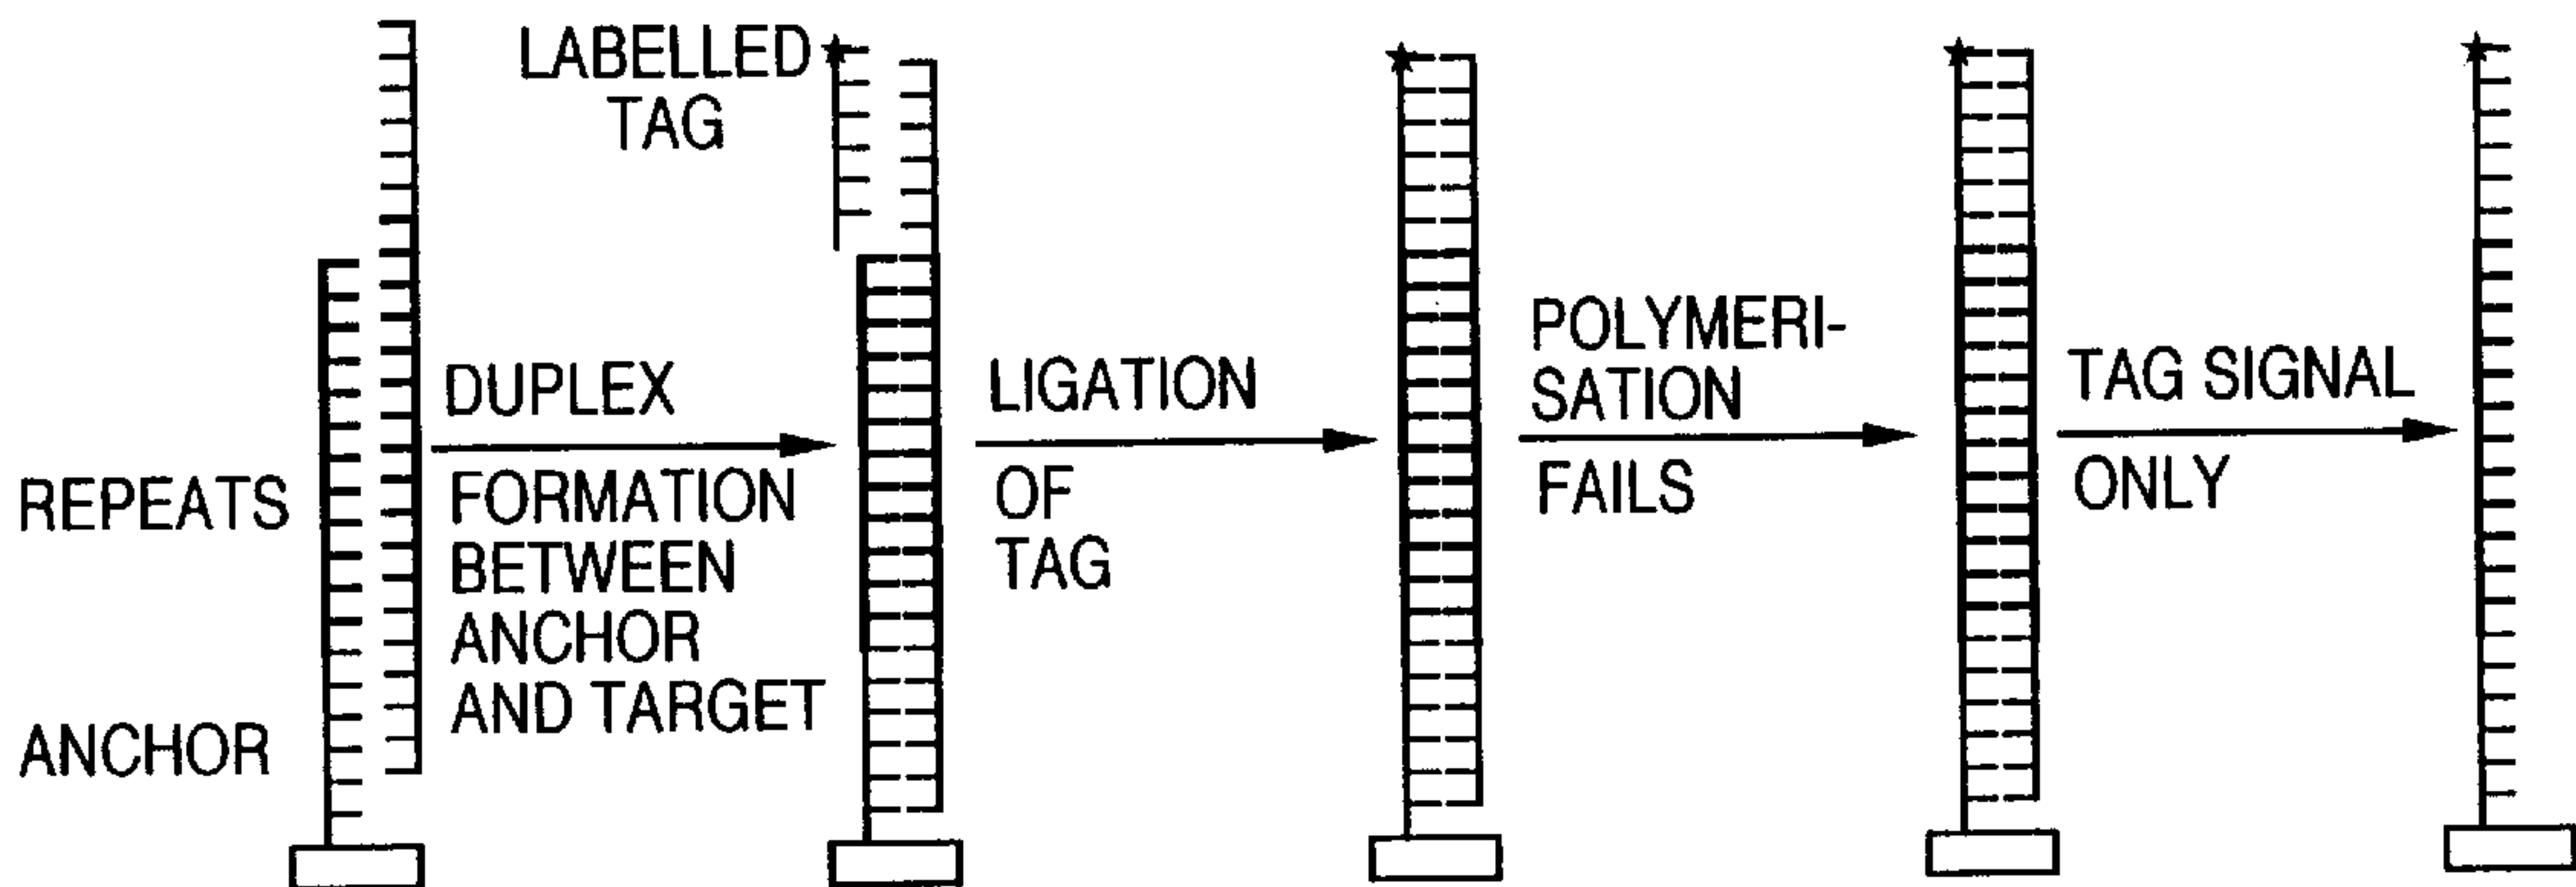 LABELLED
TAG
REPEATS
ANCHOR
DUPLEX
FORMATION
BETWEEN
ANCHOR
AND TARGET
LIGATION
OF
TAG
POLYMERI-
SATION
FAILS
TAG SIGNAL
ONLY